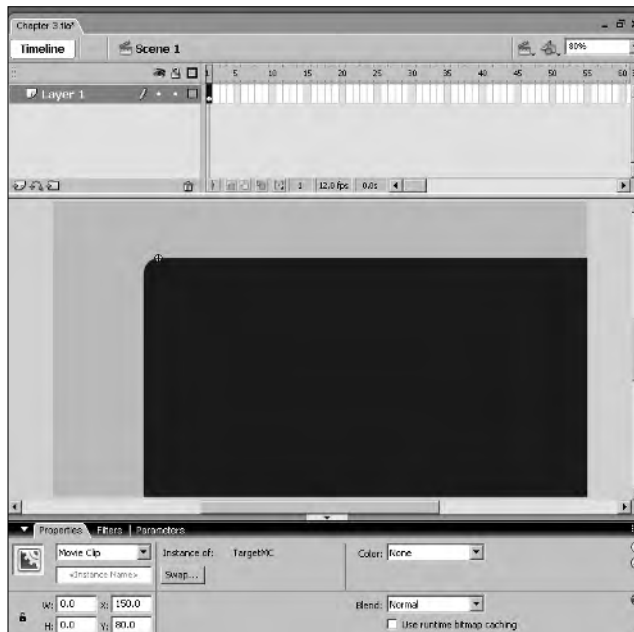 Chapter 3.fla*
Timeline Scene 1 80%
1 5 10 15 20 25 30 35 40 45 50 55 60
Layer 1
1 12.0 fps 0.0s
Properties Filters Parameters
Movie Clip Instance of: TargetMC Color: None
<Instance Name> Swap...
W: 0.0 X: 150.0 Blend: Normal
H: 0.0 Y: 80.0 Use runtime bitmap caching